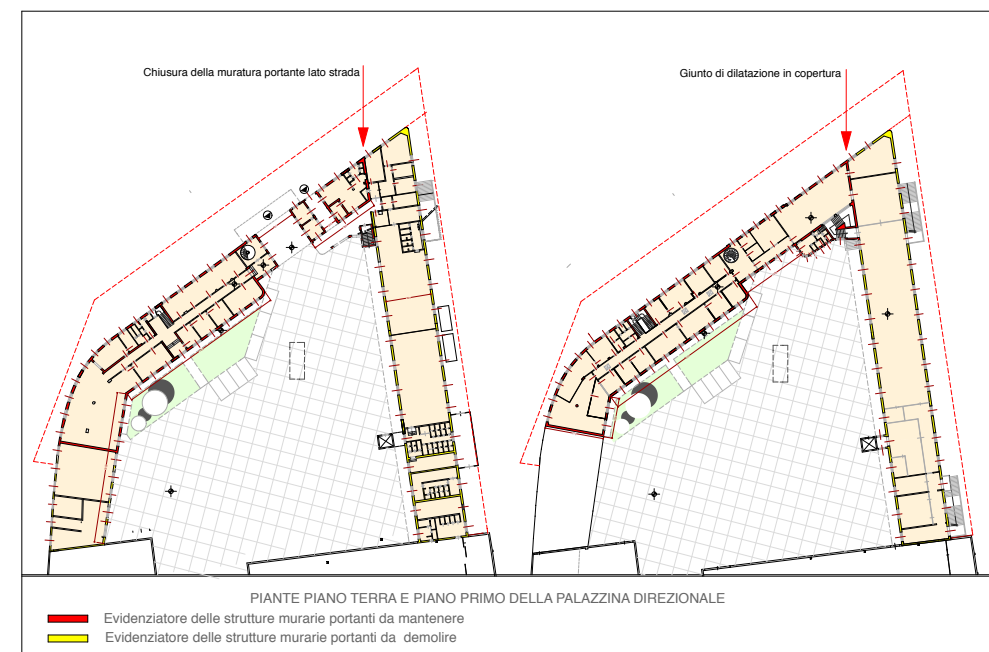 Chiusura della muratura portante lato strada
Giunto di dilatazione in copertura
PIANTE PIANO TERRA E PIANO PRIMO DELLA PALAZZINA DIREZIONALE
Evidenziatore delle strutture murarie portanti da mantenere
Evidenziatore delle strutture murarie portanti da demolire